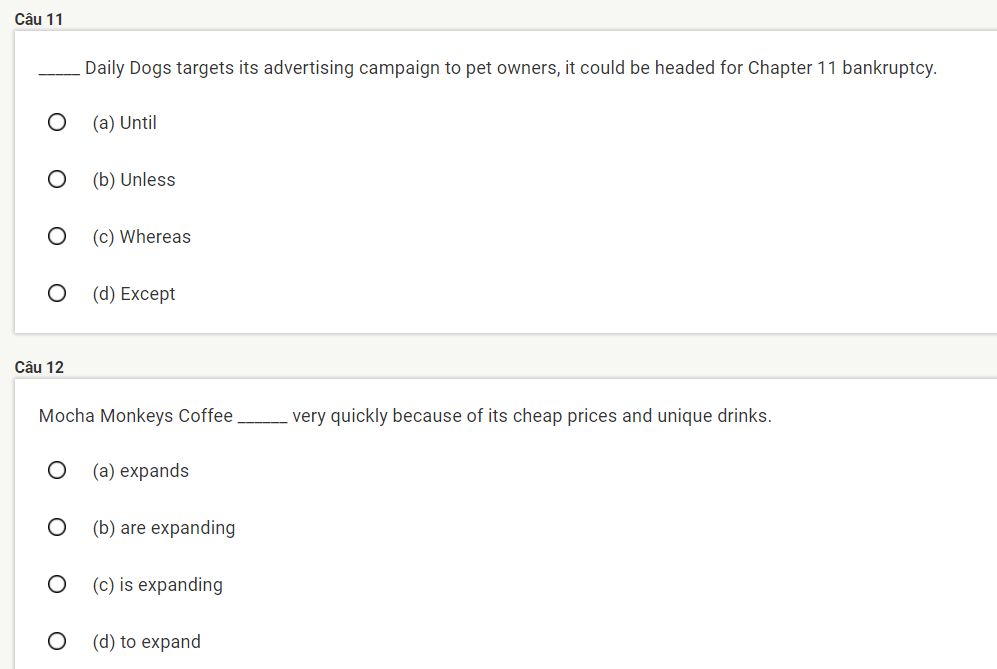 Câu 11
_____ Daily Dogs targets its advertising campaign to pet owners, it could be headed for Chapter 11 bankruptcy.
(a) Until
(b) Unless
(c) Whereas
(d) Except
Câu 12
Mocha Monkeys Coffee ______ very quickly because of its cheap prices and unique drinks.
(a) expands
(b) are expanding
(c) is expanding
(d) to expand